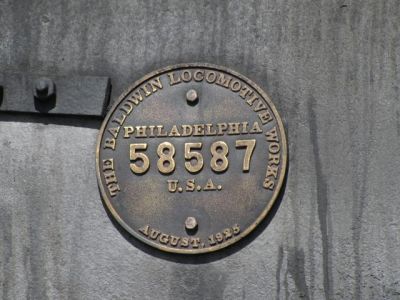 THE BALDWIN LOCOMOTIVE WORKS
PHILADELPHIA
58587
U.S.A.
AUGUST, 1925